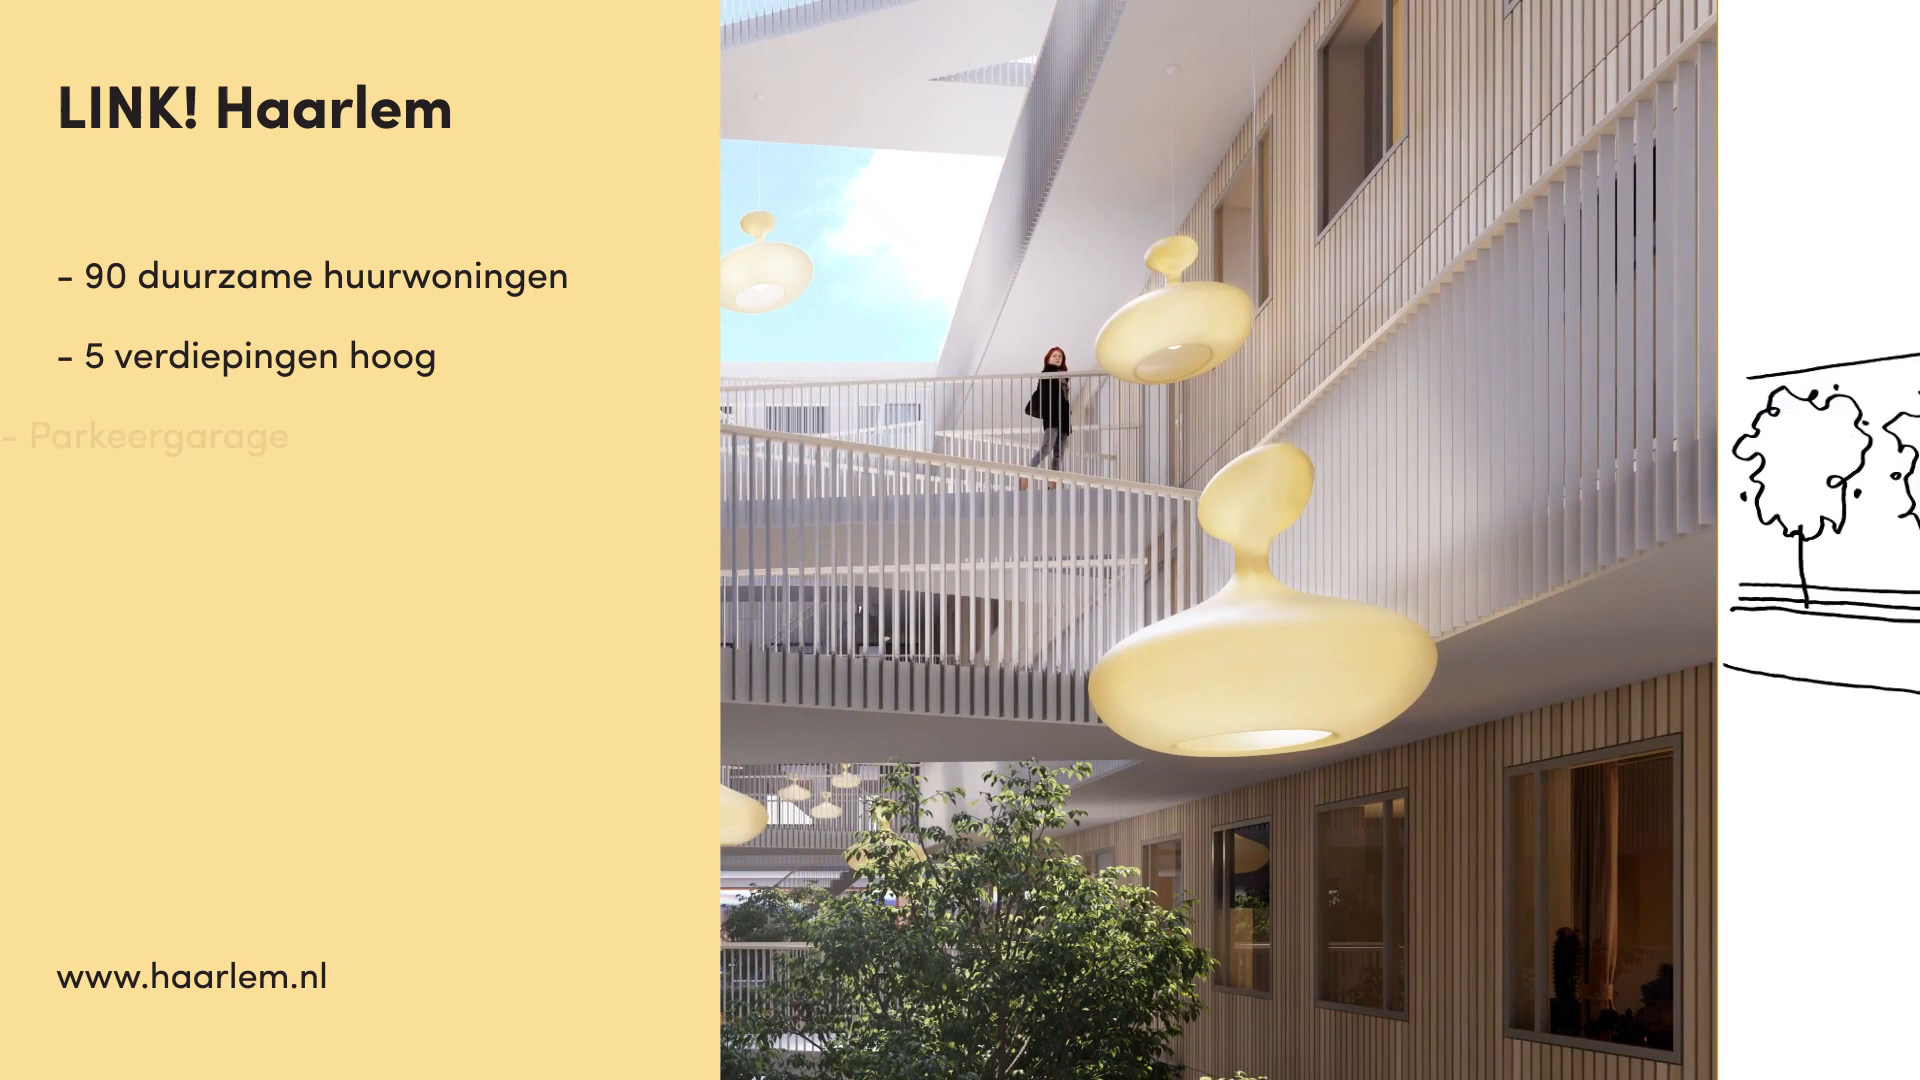 LINK! Haarlem
- 90 duurzame huurwoningen
- 5 verdiepingen hoog
- Parkeergarage
www.haarlem.nl